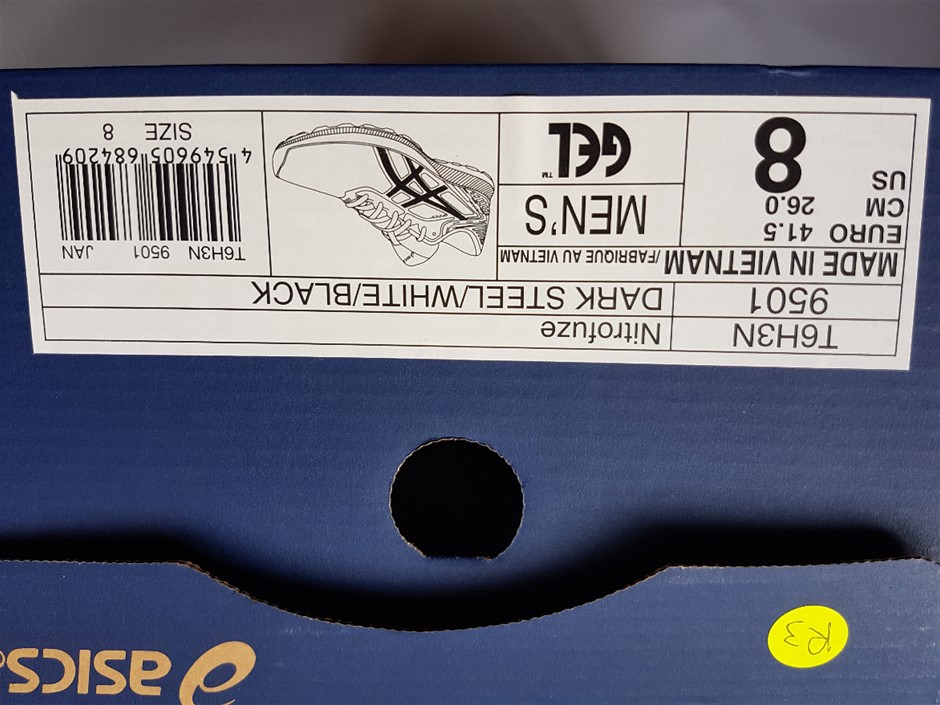 R3
asics®
T6H3N Nitrofuze
9501 DARK STEEL/WHITE/BLACK
MADE IN VIETNAM /FABRIQUE AU VIETNAM
EURO 41.5
CM 26.0
US 8
MEN'S
GEL™
T6H3N 9501 JAN
4 549605 684209
SIZE 8